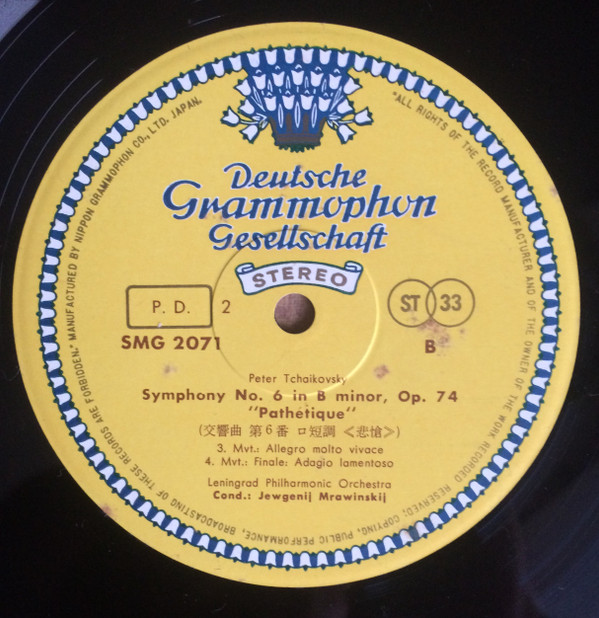 "ALL RIGHTS OF THE RECORD MANUFACTURER AND OF THE OWNER OF THE WORK RECORDED RESERVED; COPYING, PUBLIC PERFORMANCE, BROADCASTING OF THESE RECORDS ARE FORBIDDEN." MANUFACTURED BY NIPPON GRAMMOPHON CO., LTD. JAPAN.
Deutsche
Grammophon
Gesellschaft
STEREO
P. D. 2
ST 33
SMG 2071
B
Peter Tchaikovsky
Symphony No. 6 in B minor, Op. 74
"Pathetique"
(交響曲 第6番 ロ短調 <悲愴>)
3. Mvt.: Allegro molto vivace
4. Mvt.: Finale: Adagio lamentoso
Leningrad Philharmonic Orchestra
Cond.: Jewgenij Mrawinskij